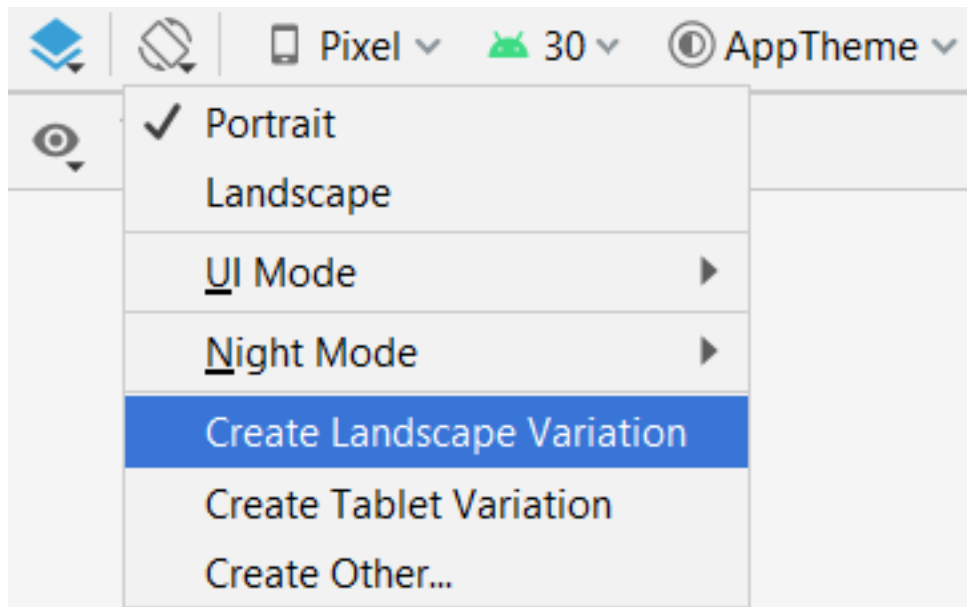 Pixel 30 AppTheme
Portrait
Landscape
UI Mode
Night Mode
Create Landscape Variation
Create Tablet Variation
Create Other...